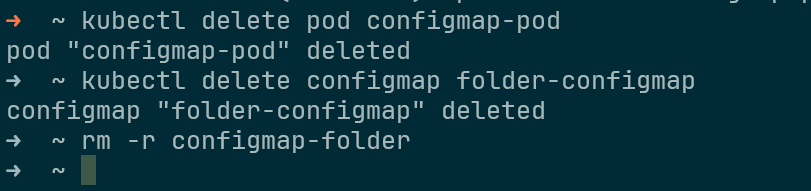 → ~ kubectl delete pod configmap-pod
pod "configmap-pod" deleted
→ ~ kubectl delete configmap folder-configmap
configmap "folder-configmap" deleted
→ ~ rm -r configmap-folder
→ ~